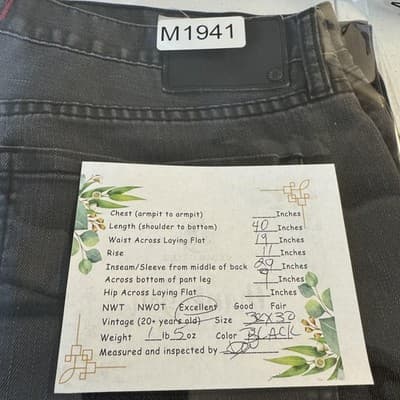 M1941
Chest (armpit to armpit) Inches
Length (shoulder to bottom) 40 Inches
Waist Across Laying Flat 19 Inches
Rise 11 Inches
Inseam/Sleeve from middle of back Inches
Across bottom of pant leg Inches
Hip Across Laying Flat Inches
NWT NWOT Excellent Good Fair
Vintage (20+ years old) Size X30
Weight 1 lb 5 oz Color BLACK
Measured and inspected by